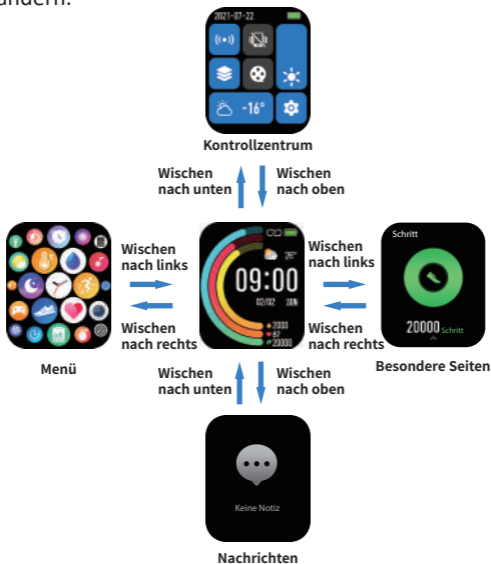 ändern.
2021-07-22
-16°
Kontrollzentrum
Wischen
nach unten
Wischen
nach oben
Wischen
nach links
Wischen
nach rechts
Menü
26°
09:00
02/02 SUN
2000
87
20000
Wischen
nach links
Wischen
nach rechts
Schritt
20000 Schritt
Besondere Seiten
Wischen
nach unten
Wischen
nach oben
Keine Notiz
Nachrichten